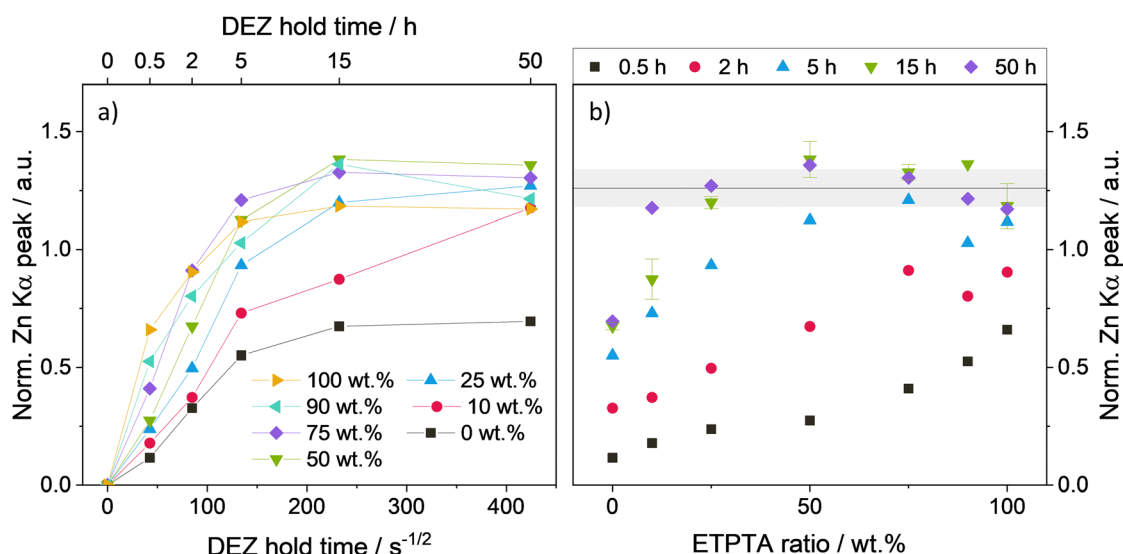 DEZ hold time / h
0 0.5 2 5 15 50
a)
1.5
1.0
0.5
0.0
Norm. Zn Kα peak / a.u.
100 wt.% 25 wt.%
90 wt.% 10 wt.%
75 wt.% 0 wt.%
50 wt.%
0 100 200 300 400
DEZ hold time / s-1/2
0.5 h 2 h 5 h 15 h 50 h
b)
1.5
1.0
0.5
0.0
Norm. Zn Kα peak / a.u.
0 50 100
ETPTA ratio / wt.%